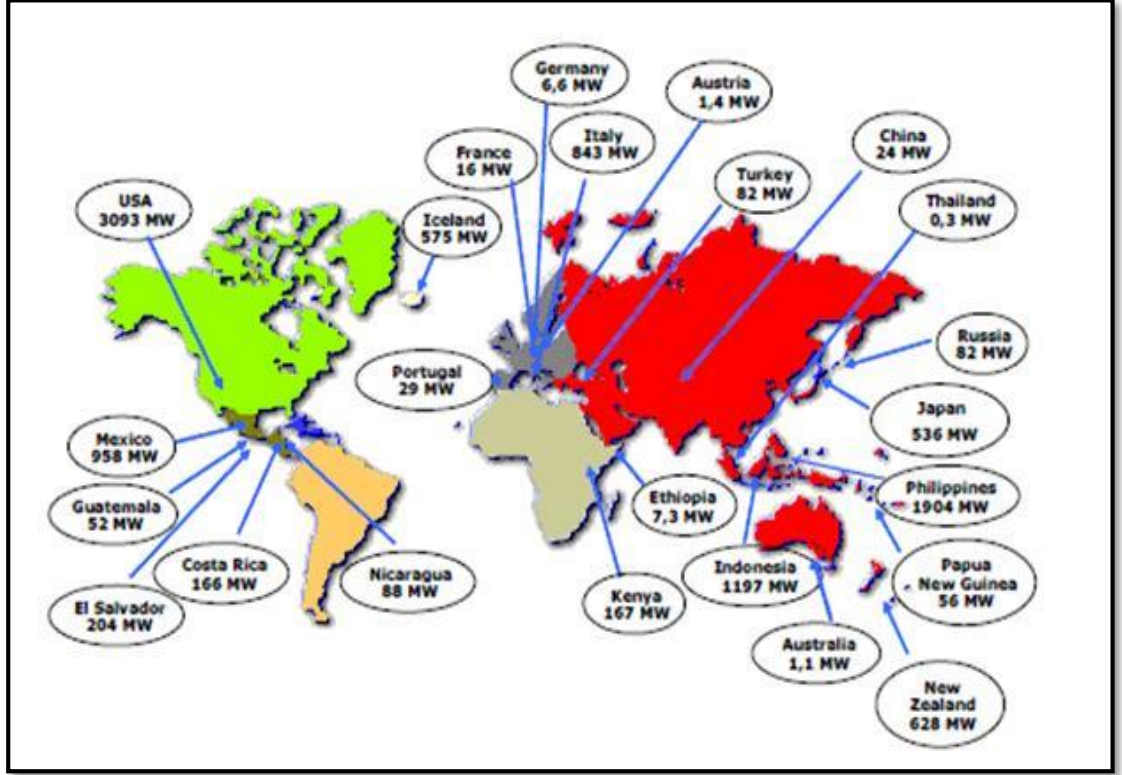 Germany
6,6 MW
Austria
1,4 MW
Italy
843 MW
China
24 MW
France
16 MW
Turkey
82 MW
USA
3093 MW
Iceland
575 MW
Thailand
0,3 MW
Russia
82 MW
Portugal
29 MW
Japan
536 MW
Mexico
958 MW
Guatemala
52 MW
Ethiopia
7,3 MW
Philippines
1904 MW
Costa Rica
166 MW
Nicaragua
88 MW
Indonesia
1197 MW
Papua
New Guinea
56 MW
El Salvador
204 MW
Kenya
167 MW
Australia
1,1 MW
New
Zealand
628 MW